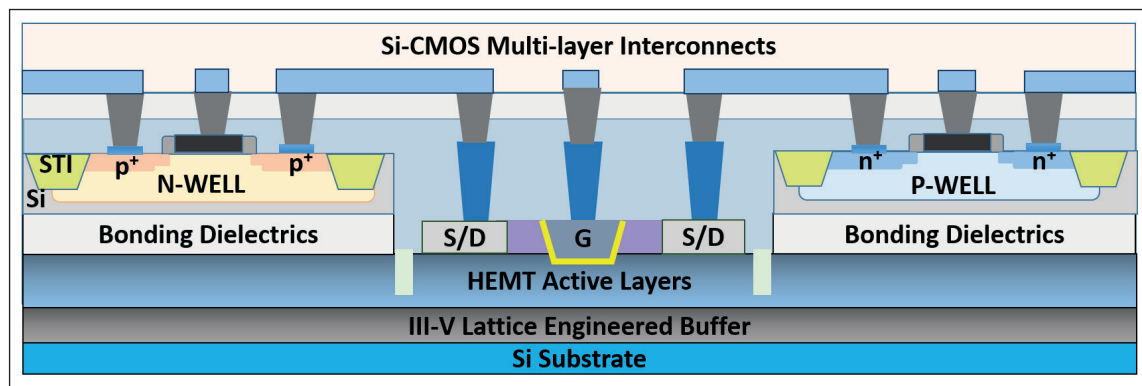 Si-CMOS Multi-layer Interconnects
STI
p⁺
p⁺
n⁺
n⁺
N-WELL
P-WELL
Si
Bonding Dielectrics
S/D
G
S/D
Bonding Dielectrics
HEMT Active Layers
III-V Lattice Engineered Buffer
Si Substrate